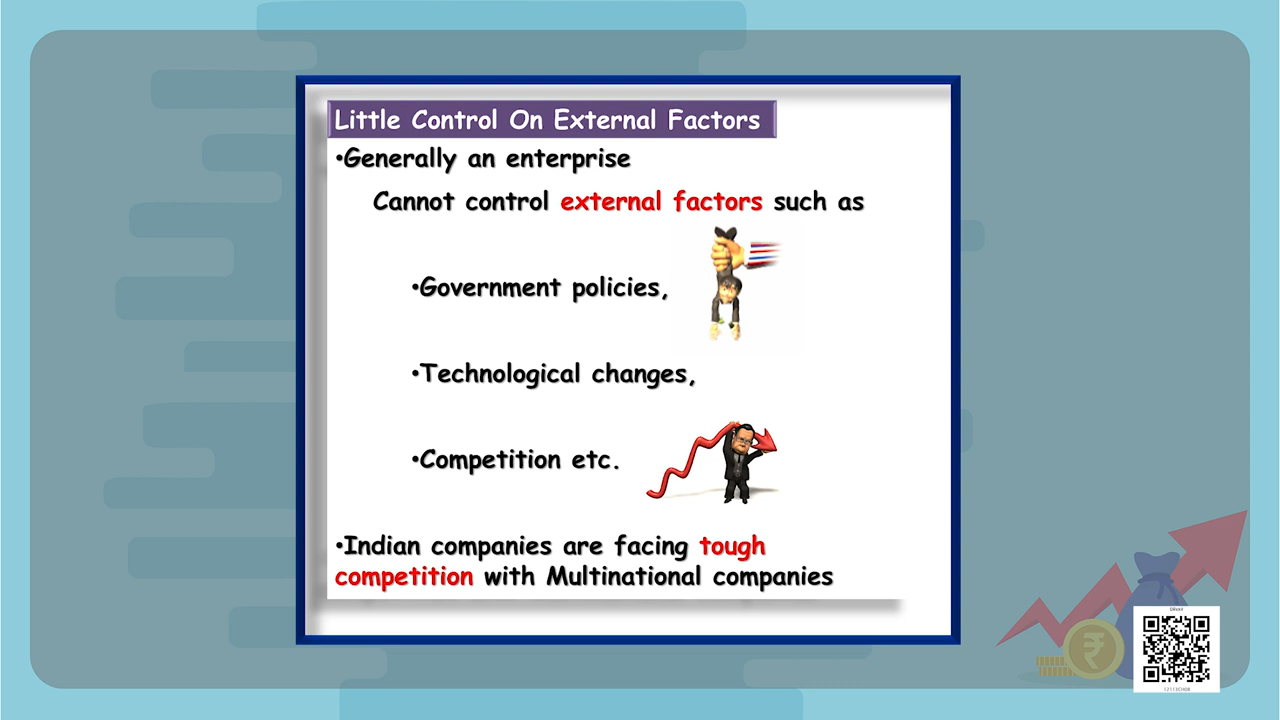 Little Control On External Factors
•Generally an enterprise
Cannot control external factors such as
•Government policies,
•Technological changes,
•Competition etc.
•Indian companies are facing tough
competition with Multinational companies
₹
12113CH08